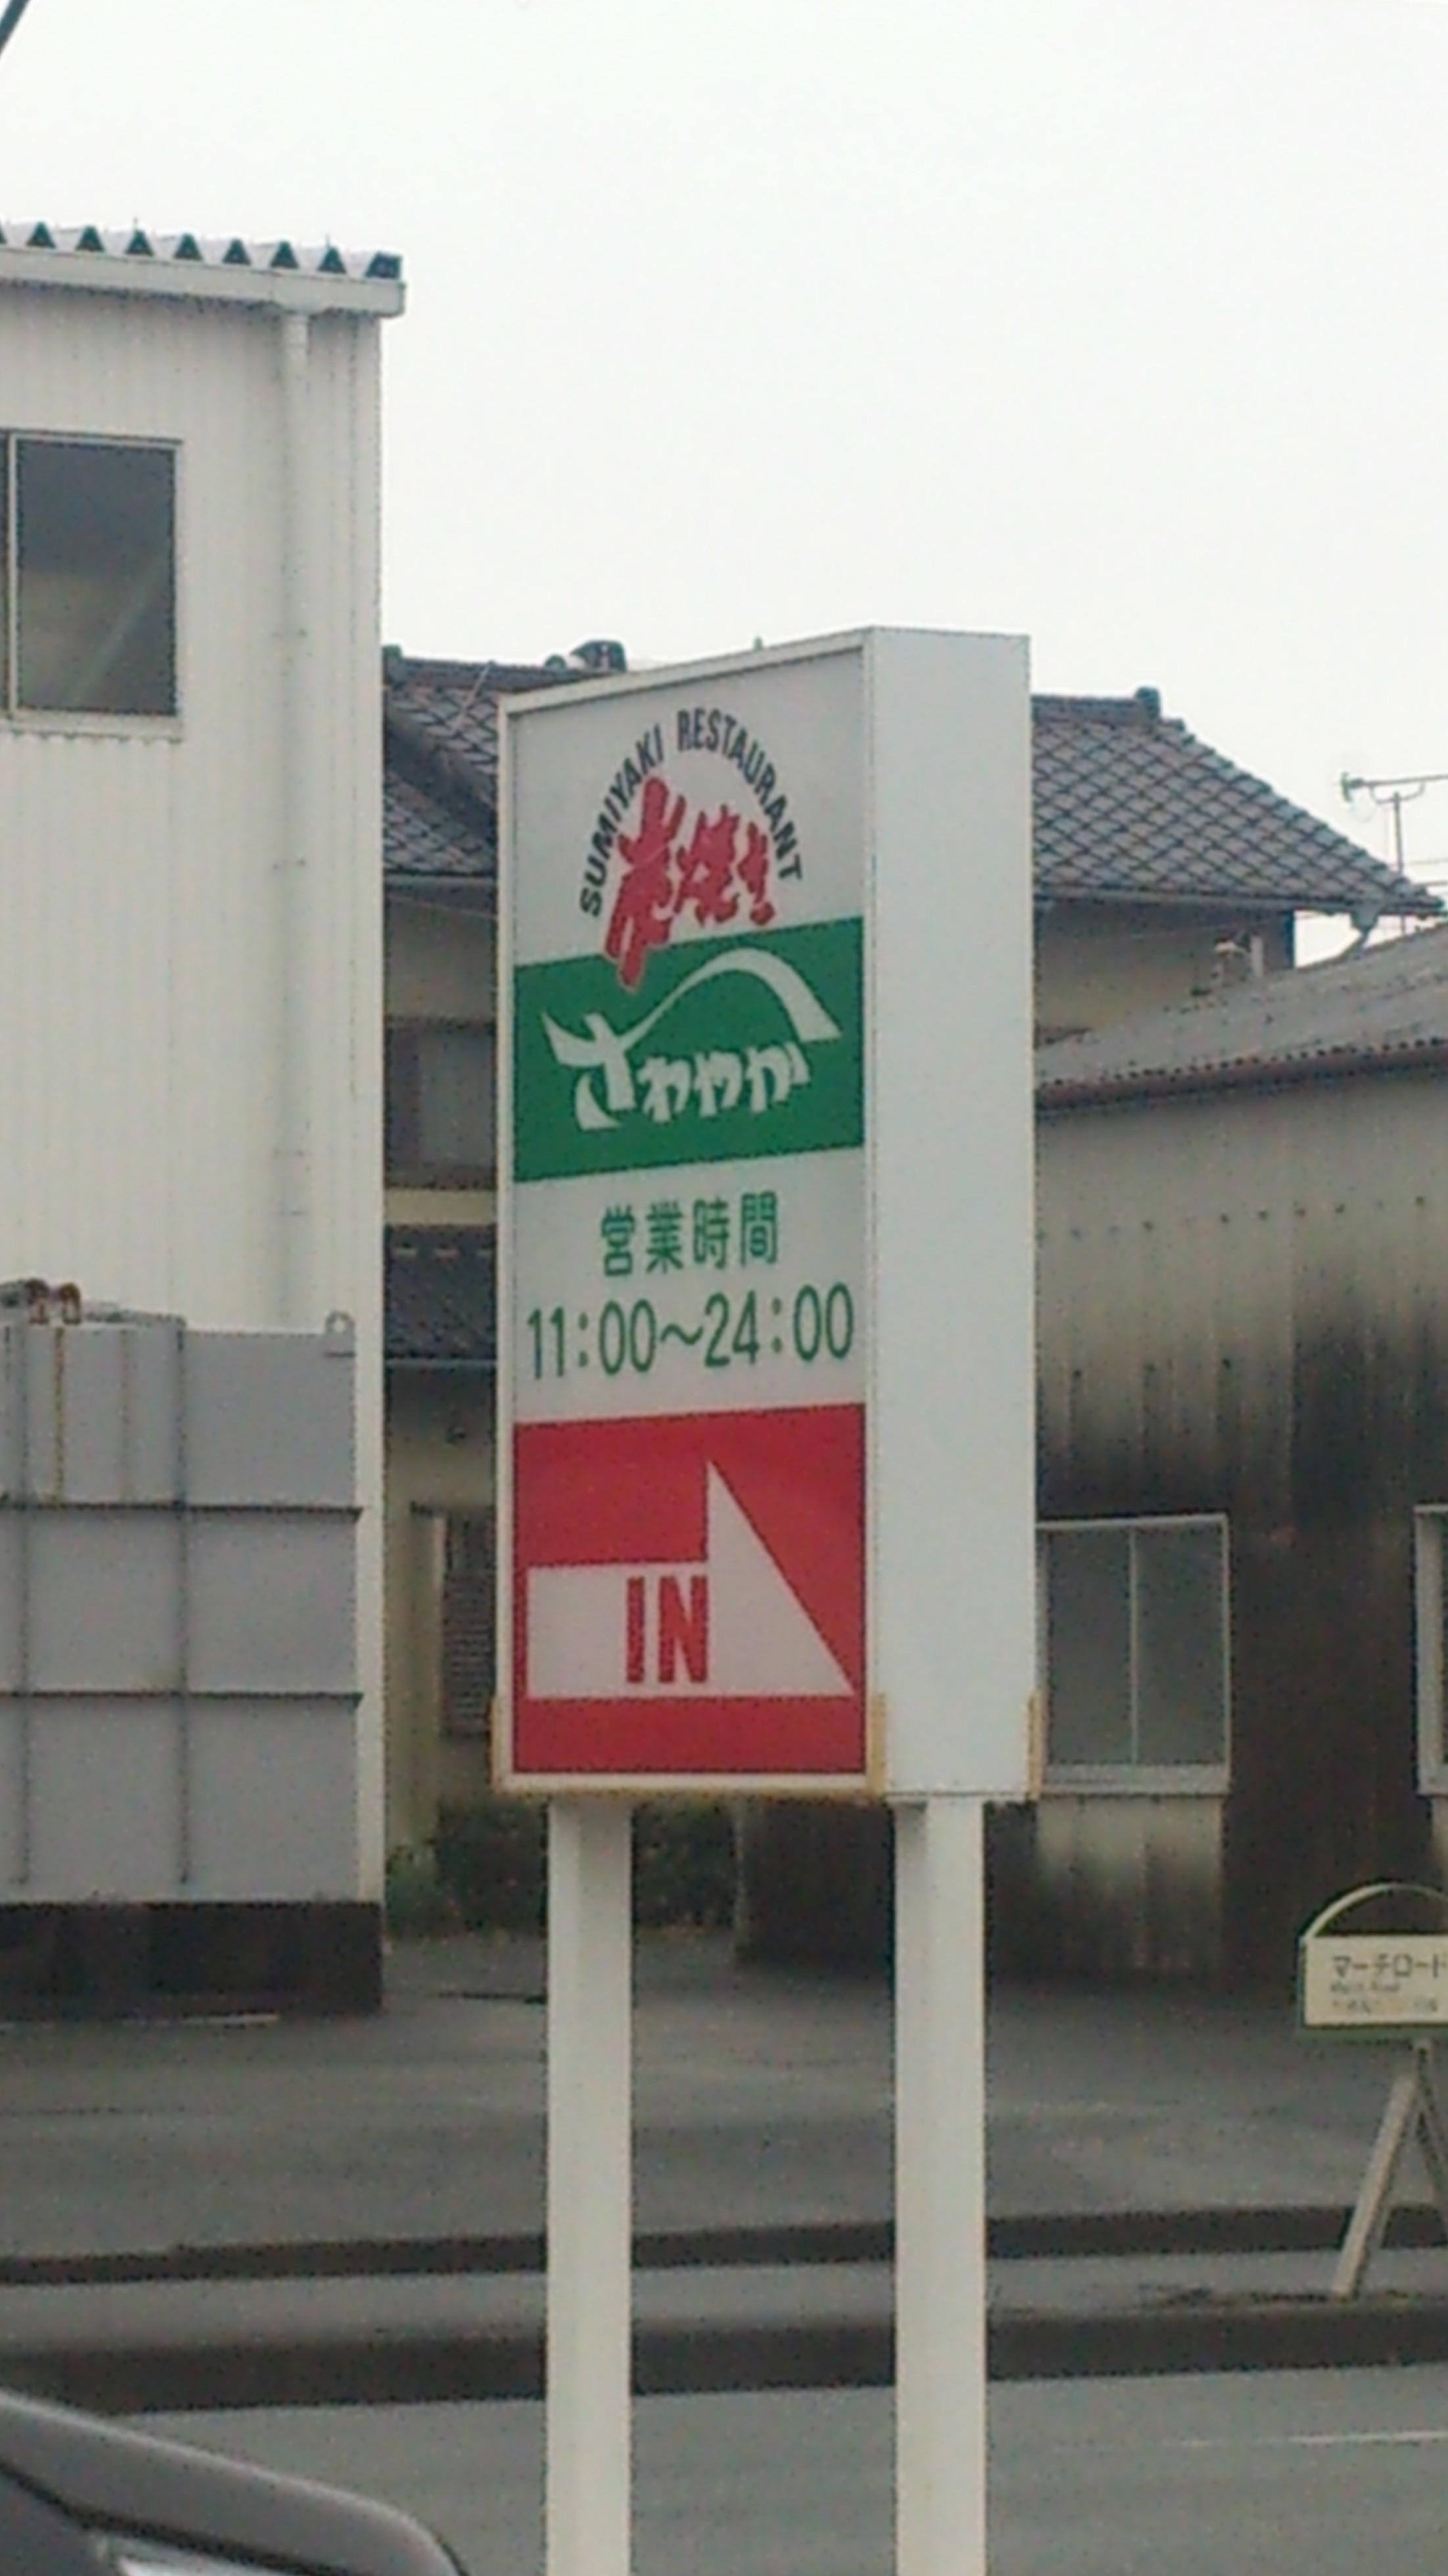 SUMIYAKI RESTAURANT
炭焼き
さわやか
営業時間
11:00～24:00
IN
マーチロード